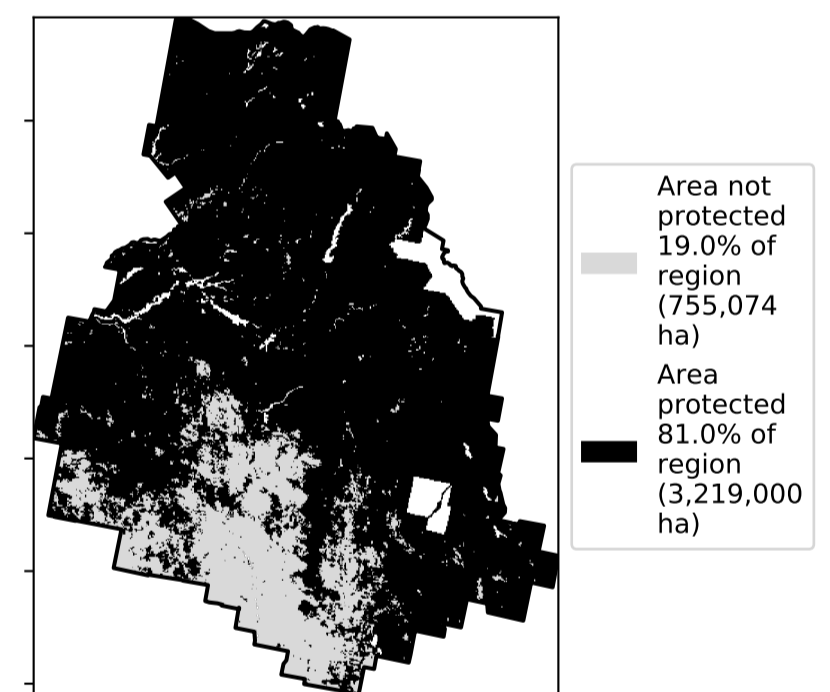 Area not
protected
19.0% of
region
(755,074
ha)
Area
protected
81.0% of
region
(3,219,000
ha)